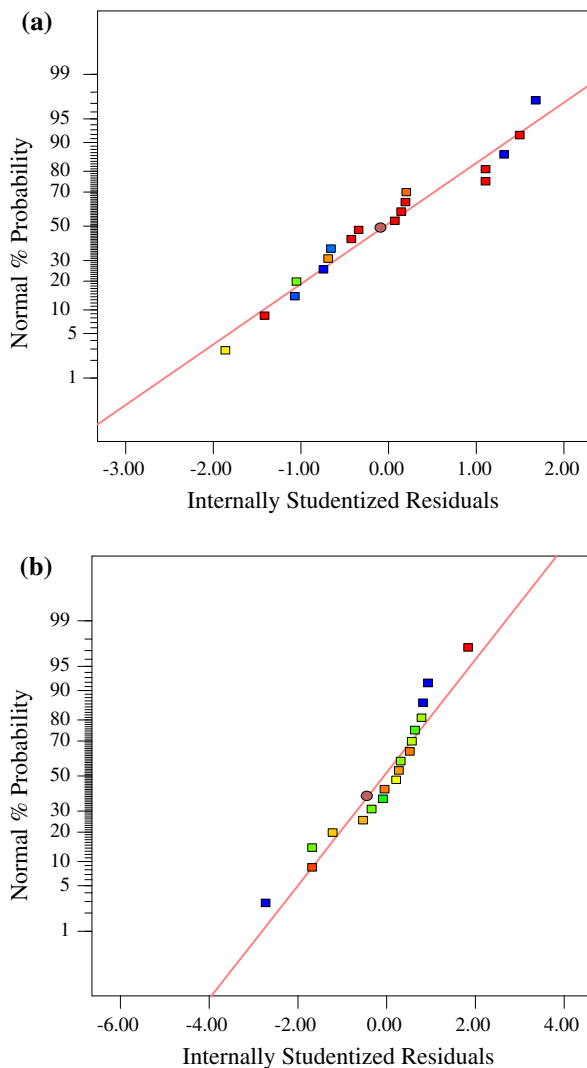 (a)
99
95
90
80
70
50
30
20
10
5
1
Normal % Probability
-3.00 -2.00 -1.00 0.00 1.00 2.00
Internally Studentized Residuals
(b)
99
95
90
80
70
50
30
20
10
5
1
Normal % Probability
-6.00 -4.00 -2.00 0.00 2.00 4.00
Internally Studentized Residuals